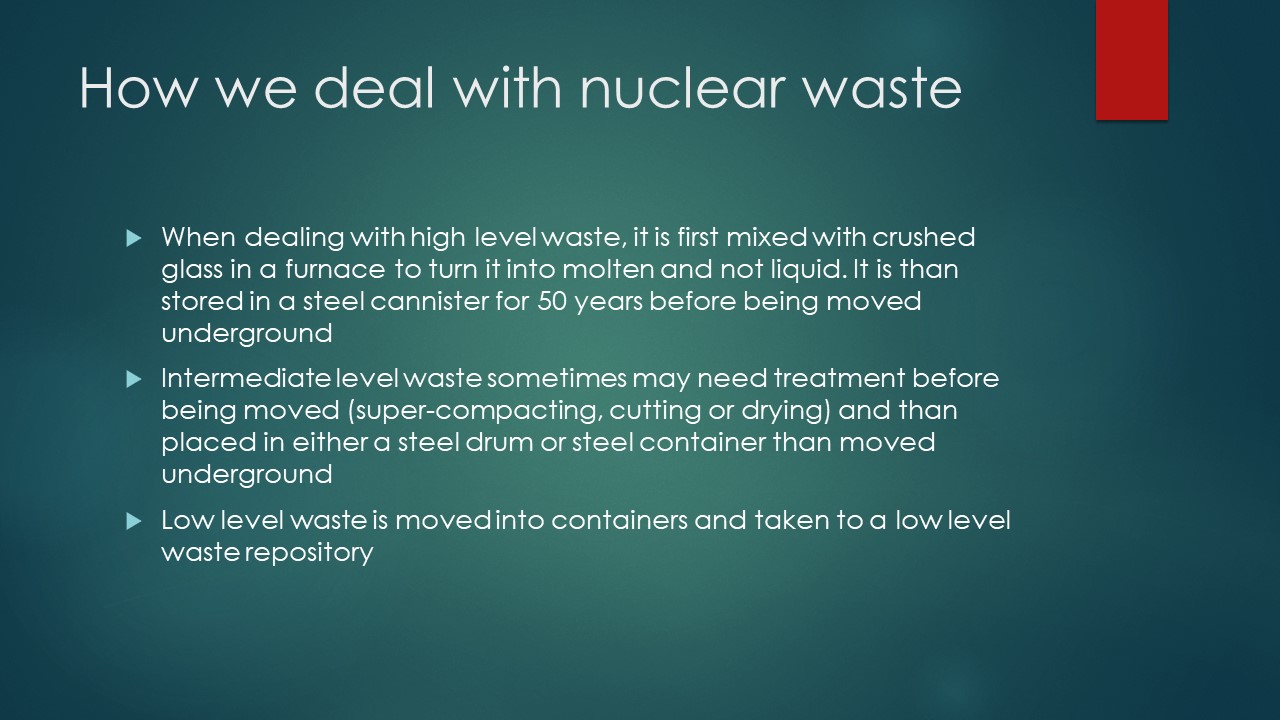 How we deal with nuclear waste
When dealing with high level waste, it is first mixed with crushed
glass in a furnace to turn it into molten and not liquid. It is than
stored in a steel cannister for 50 years before being moved
underground
Intermediate level waste sometimes may need treatment before
being moved (super-compacting, cutting or drying) and than
placed in either a steel drum or steel container than moved
underground
Low level waste is moved into containers and taken to a low level
waste repository